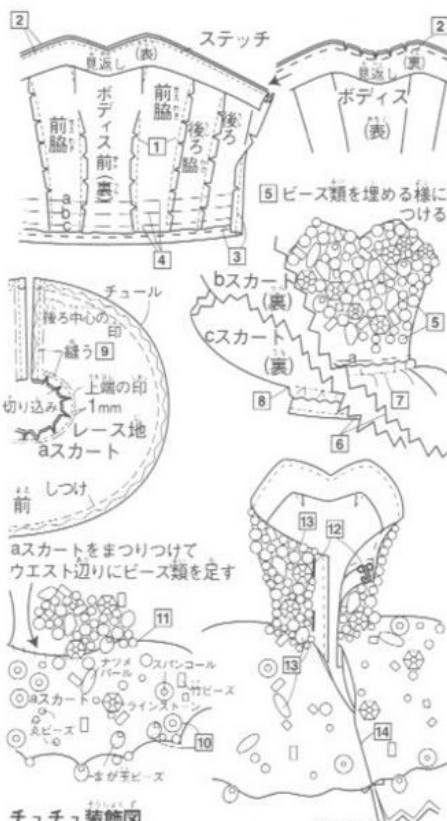 2
ステッチ
見返し(表)
前脇
ボディス前(裏)
前脇
1
後ろ脇
後ろ
a
b
c
4
3
2
見返し(裏)
ボディス
(表)
5 ビーズ類を埋める様に
つける
bスカート
(裏)
cスカート
(裏)
5
a
7
8
6
チュール
後ろ中心の
印
縫う 9
切り込み
上端の印
1mm
レース地
aスカート
前
しつけ
aスカートをまつりつけて
ウエスト辺りにビーズ類を足す
11
ナツメ
パール
スパンコール
竹ビーズ
aスカート
ラインストーン
丸ビーズ
10
まが玉ビーズ
13
12
13
14
チュチュ装飾図